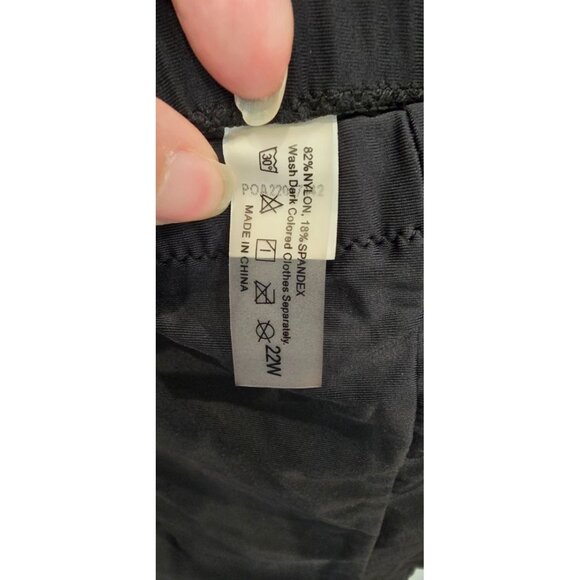 82% NYLON, 18% SPANDEX
Wash Dark Colored Clothes Separately.
30°
22W
MADE IN CHINA